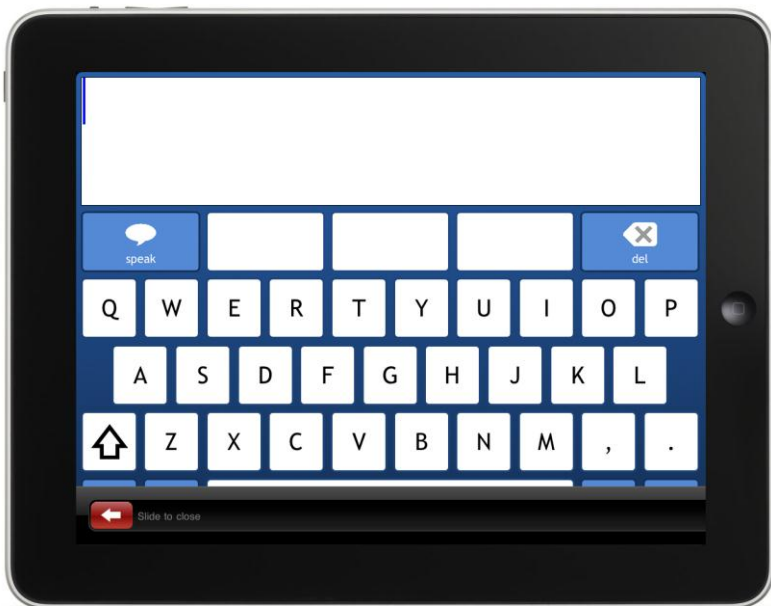 speak del
Q W E R T Y U I O P
A S D F G H J K L
Z X C V B N M , .
Slide to close